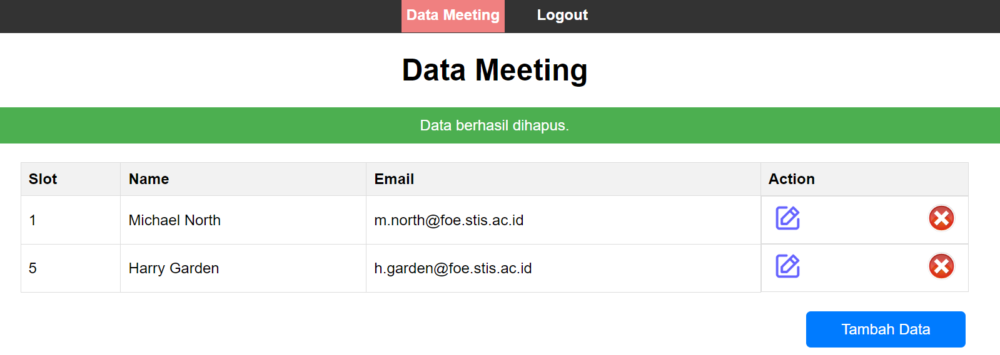 Data Meeting Logout
Data Meeting
Data berhasil dihapus.
Slot Name Email Action
1 Michael North m.north@foe.stis.ac.id
5 Harry Garden h.garden@foe.stis.ac.id
Tambah Data